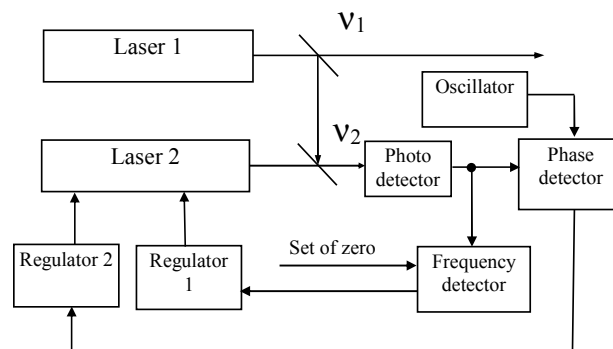 Laser 1
ν1
Oscillator
Laser 2
ν2
Photo
detector
Phase
detector
Regulator 2
Regulator
1
Set of zero
Frequency
detector